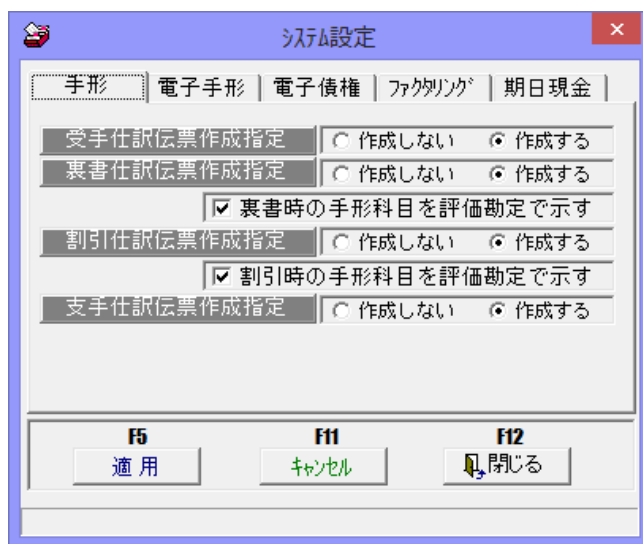 ｼｽﾃﾑ設定
手形 電子手形 電子債権 ﾌｧｸﾀﾘﾝｸﾞ 期日現金
受手仕訳伝票作成指定 作成しない 作成する
裏書仕訳伝票作成指定 作成しない 作成する
裏書時の手形科目を評価勘定で示す
割引仕訳伝票作成指定 作成しない 作成する
割引時の手形科目を評価勘定で示す
支手仕訳伝票作成指定 作成しない 作成する
F5 F11 F12
適用 ｷｬﾝｾﾙ 閉じる